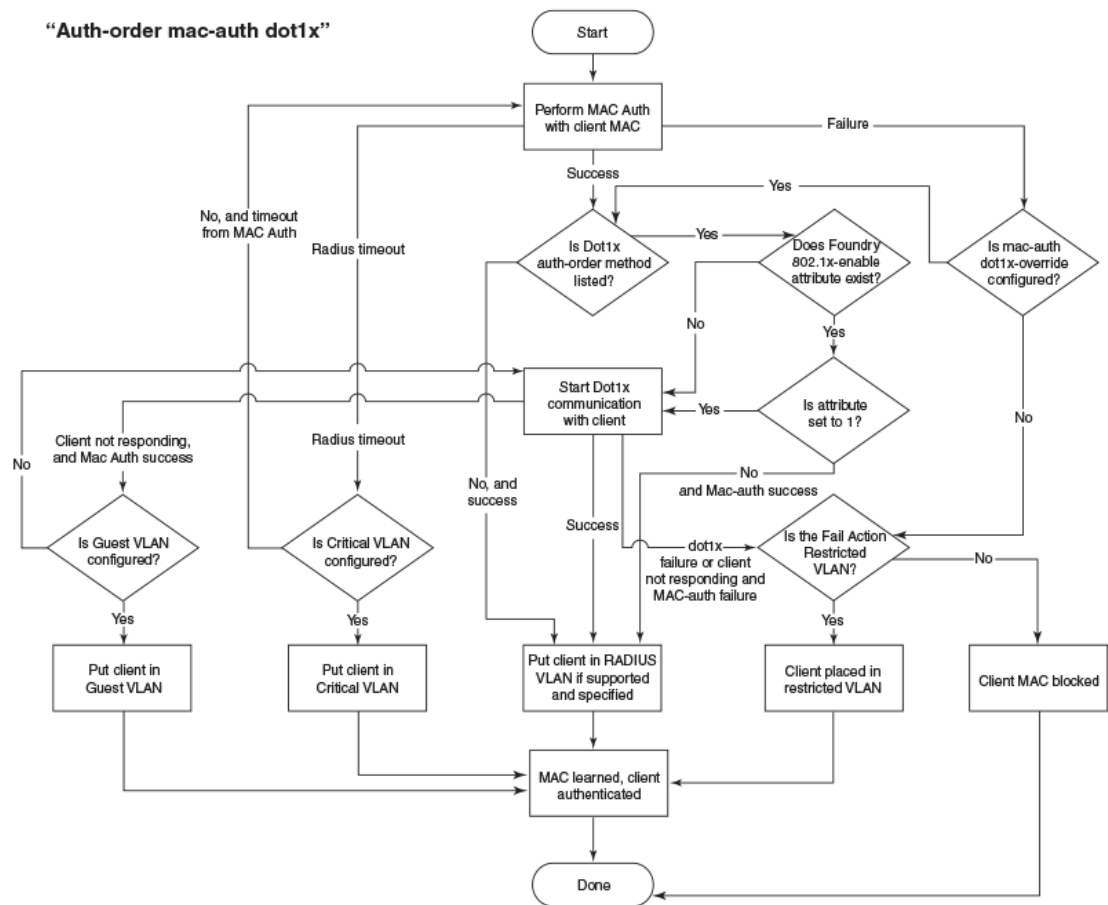 “Auth-order mac-auth dot1x”
Start
Perform MAC Auth
with client MAC
Failure
Success
Yes
No, and timeout
from MAC Auth
Radius timeout
Is Dot1x
auth-order method
listed?
Yes
Does Foundry
802.1x-enable
attribute exist?
Is mac-auth
dot1x-override
configured?
No
Yes
Start Dot1x
communication
with client
Yes
Is attribute
set to 1?
No
Client not responding,
and Mac Auth success
No
Radius timeout
No, and
success
No
and Mac-auth success
Success
Is Guest VLAN
configured?
Is Critical VLAN
configured?
dot1x
failure or client
not responding and
MAC-auth failure
Is the Fail Action
Restricted
VLAN?
No
Yes
Yes
Yes
Put client in
Guest VLAN
Put client in
Critical VLAN
Put client in RADIUS
VLAN if supported
and specified
Client placed in
restricted VLAN
Client MAC blocked
MAC learned, client
authenticated
Done